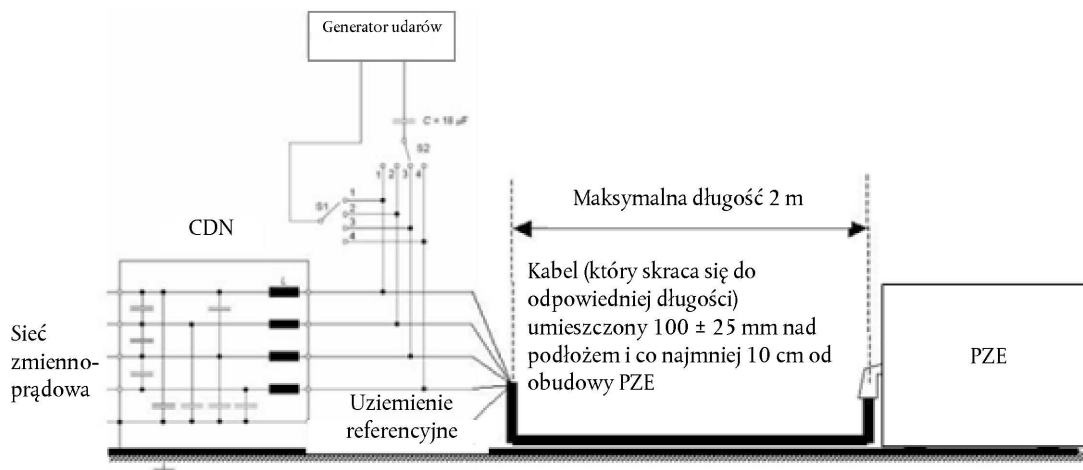 Generator udarów
C = 18 µF
S2
1 2 3 4
S1
1
2
3
4
CDN
L
Sieć
zmienno-
prądowa
Uziemienie
referencyjne
Maksymalna długość 2 m
Kabel (który skraca się do
odpowiedniej długości)
umieszczony 100 ± 25 mm nad
podłożem i co najmniej 10 cm od
obudowy PZE
PZE